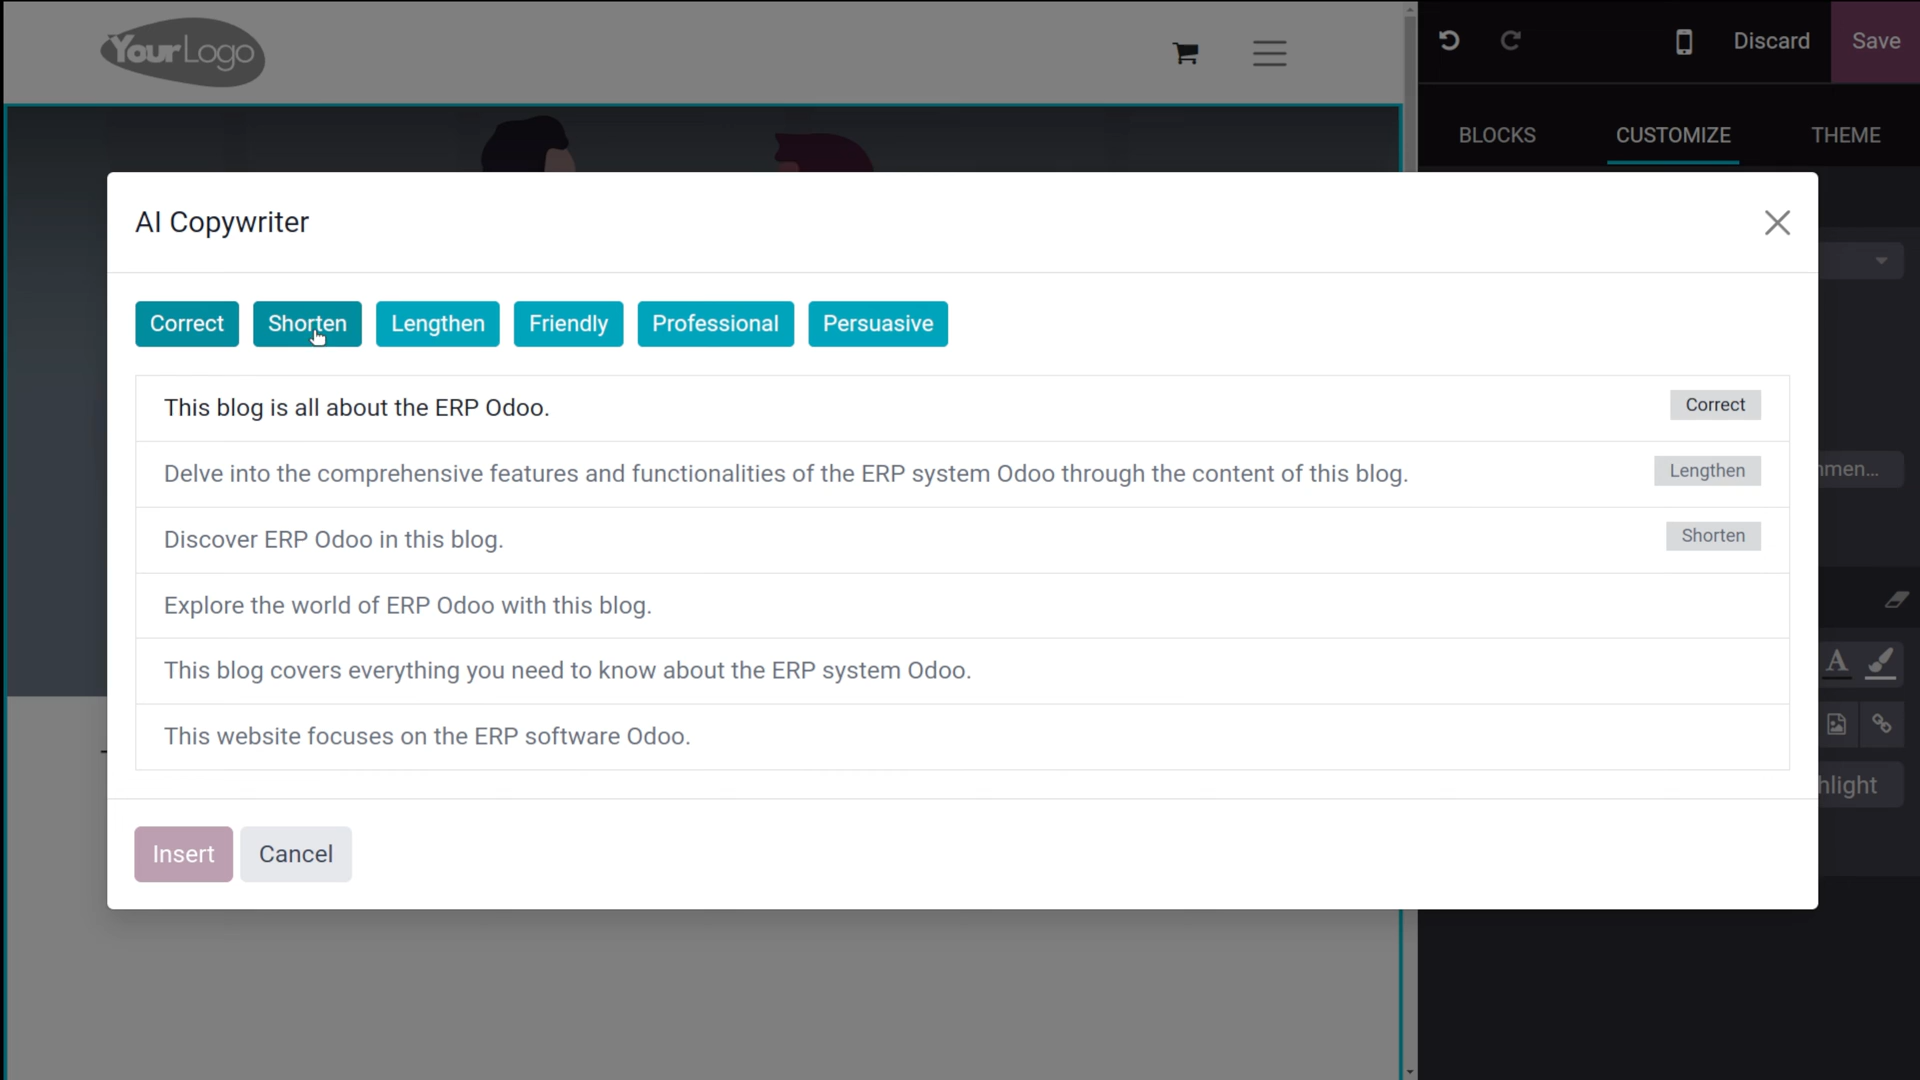 YourLogo
Discard
Save
BLOCKS
CUSTOMIZE
THEME
AI Copywriter
Correct
Shorten
Lengthen
Friendly
Professional
Persuasive
This blog is all about the ERP Odoo.
Correct
Delve into the comprehensive features and functionalities of the ERP system Odoo through the content of this blog.
Lengthen
nmen...
Discover ERP Odoo in this blog.
Shorten
Explore the world of ERP Odoo with this blog.
This blog covers everything you need to know about the ERP system Odoo.
A
This website focuses on the ERP software Odoo.
hlight
Insert
Cancel